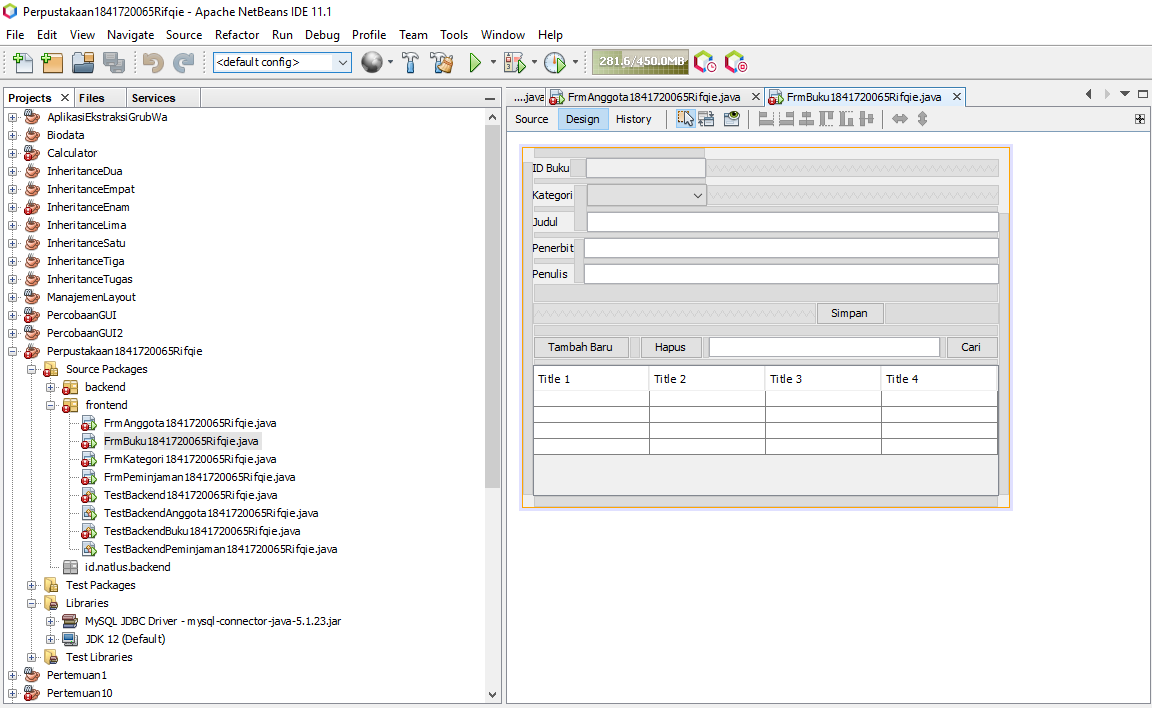 Perpustakaan1841720065Rifqie - Apache NetBeans IDE 11.1
File Edit View Navigate Source Refactor Run Debug Profile Team Tools Window Help
<default config> 281.6/450.0MB
Projects Files Services
AplikasiEkstraksiGrubWa
Biodata
Calculator
InheritanceDua
InheritanceEmpat
InheritanceEnam
InheritanceLima
InheritanceSatu
InheritanceTiga
InheritanceTugas
ManajemenLayout
PercobaanGUI
PercobaanGUI2
Perpustakaan1841720065Rifqie
Source Packages
backend
frontend
FrmAnggota1841720065Rifqie.java
FrmBuku1841720065Rifqie.java
FrmKategori1841720065Rifqie.java
FrmPeminjaman1841720065Rifqie.java
TestBackend1841720065Rifqie.java
TestBackendAnggota1841720065Rifqie.java
TestBackendBuku1841720065Rifqie.java
TestBackendPeminjaman1841720065Rifqie.java
id.natlus.backend
Test Packages
Libraries
MySQL JDBC Driver - mysql-connector-java-5.1.23.jar
JDK 12 (Default)
Test Libraries
Pertemuan1
Pertemuan10
....java FrmAnggota1841720065Rifqie.java FrmBuku1841720065Rifqie.java
Source Design History
ID Buku
Kategori
Judul
Penerbit
Penulis
Simpan
Tambah Baru Hapus Cari
Title 1 Title 2 Title 3 Title 4